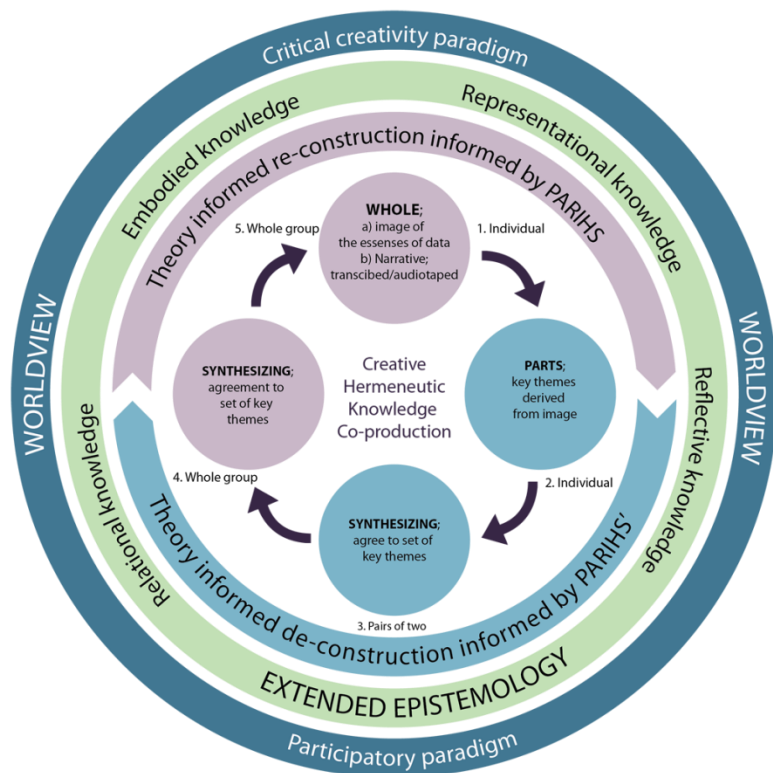 Critical creativity paradigm
WORLDVIEW
WORLDVIEW
Participatory paradigm
Embodied knowledge
Representational knowledge
Relational knowledge
Reflective knowledge
EXTENDED EPISTEMOLOGY
Theory informed re-construction informed by PARIHS
Theory informed de-construction informed by PARIHS'
WHOLE;
a) image of
the essenses of data
b) Narrative;
transcibed/audiotaped
5. Whole group
1. Individual
SYNTHESIZING;
agreement to
set of key
themes
Creative
Hermeneutic
Knowledge
Co-production
PARTS;
key themes
derived
from image
4. Whole group
2. Individual
SYNTHESIZING;
agree to set of
key themes
3. Pairs of two